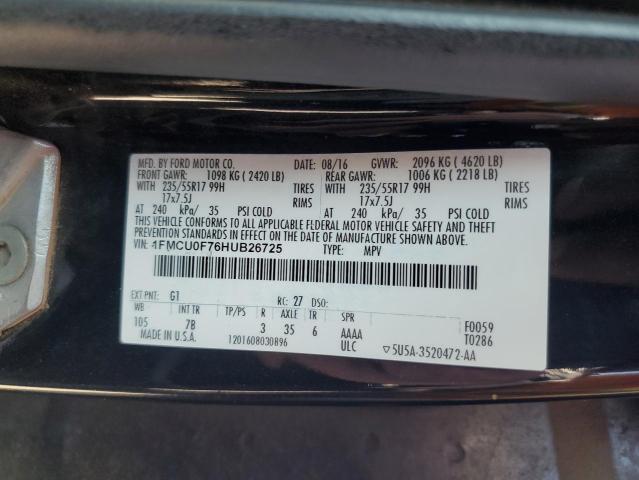 MFD. BY FORD MOTOR CO. DATE: 08/16 GVWR: 2096 KG ( 4620 LB)
FRONT GAWR: 1098 KG ( 2420 LB) REAR GAWR: 1006 KG ( 2218 LB)
WITH 235/55R17 99H TIRES WITH 235/55R17 99H TIRES
17x7.5J RIMS 17x7.5J RIMS
AT 240 kPa/ 35 PSI COLD AT 240 kPa/ 35 PSI COLD
THIS VEHICLE CONFORMS TO ALL APPLICABLE FEDERAL MOTOR VEHICLE SAFETY AND THEFT
PREVENTION STANDARDS IN EFFECT ON THE DATE OF MANUFACTURE SHOWN ABOVE.
VIN: 1FMCU0F76HUB26725 TYPE: MPV
EXT PNT: G1 RC: 27 DSO:
WB INT TR TP/PS R AXLE TR SPR F0059
105 7B 3 35 6 AAAA T0286
MADE IN U.S.A. 1201608030896 ULC ▽5U5A-3520472-AA